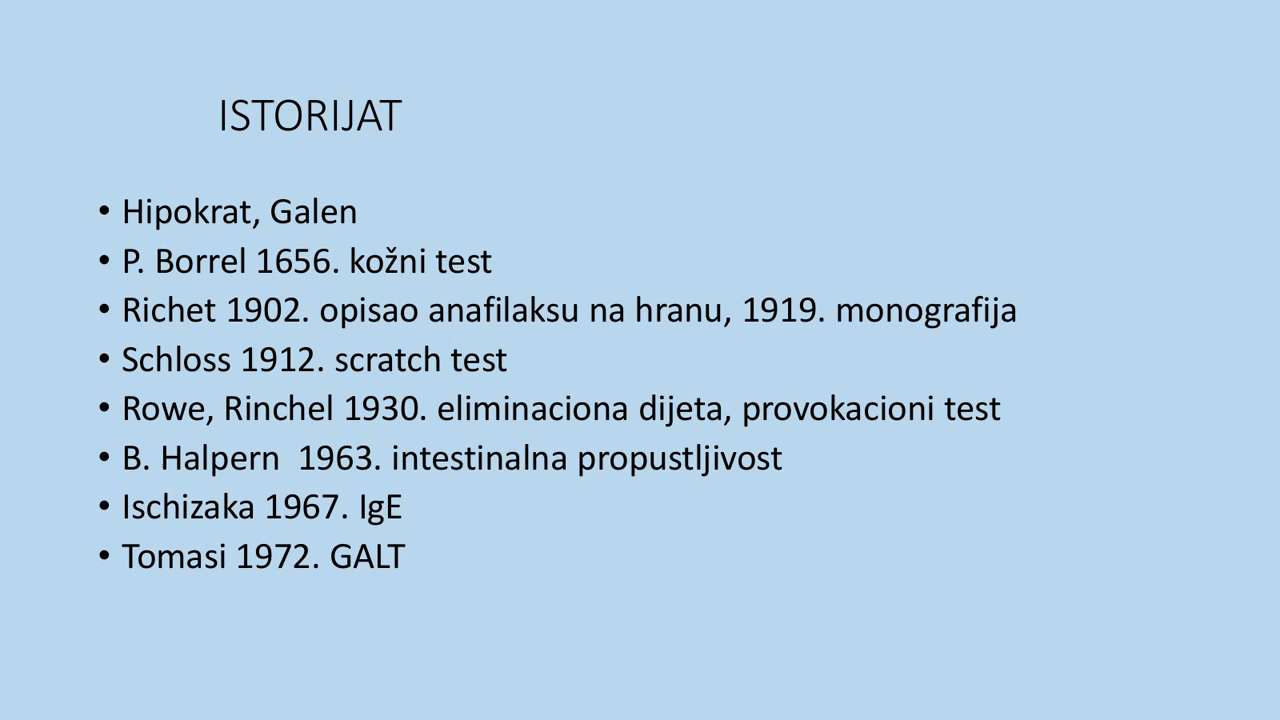 ISTORIJAT
• Hipokrat, Galen
• P. Borrel 1656. kožni test
• Richet 1902. opisao anafilaksu na hranu, 1919. monografija
• Schloss 1912. scratch test
• Rowe, Rinchel 1930. eliminaciona dijeta, provokacioni test
• B. Halpern  1963. intestinalna propustljivost
• Ischizaka 1967. IgE
• Tomasi 1972. GALT